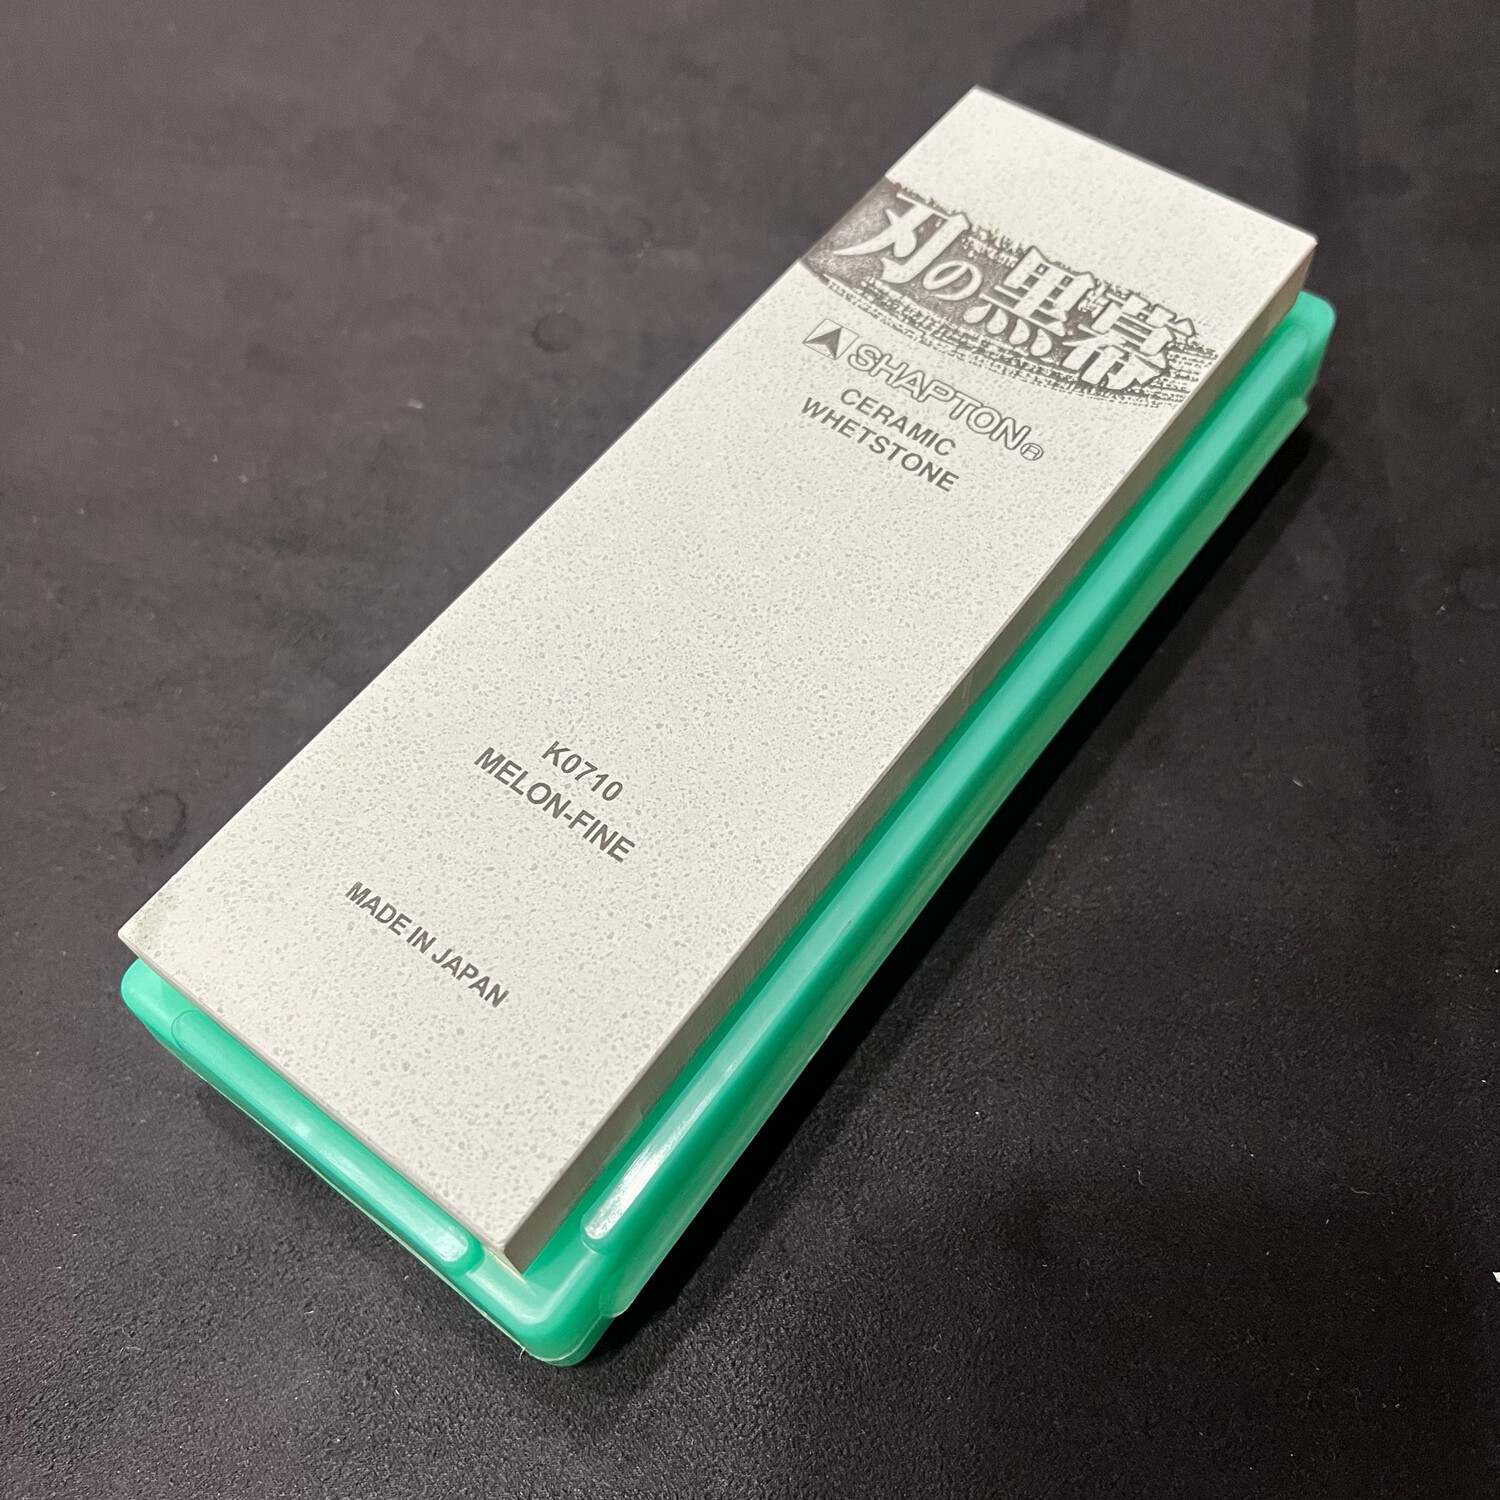 刃の黒幕
SHAPTON®
CERAMIC
WHETSTONE
K0710
MELON-FINE
MADE IN JAPAN